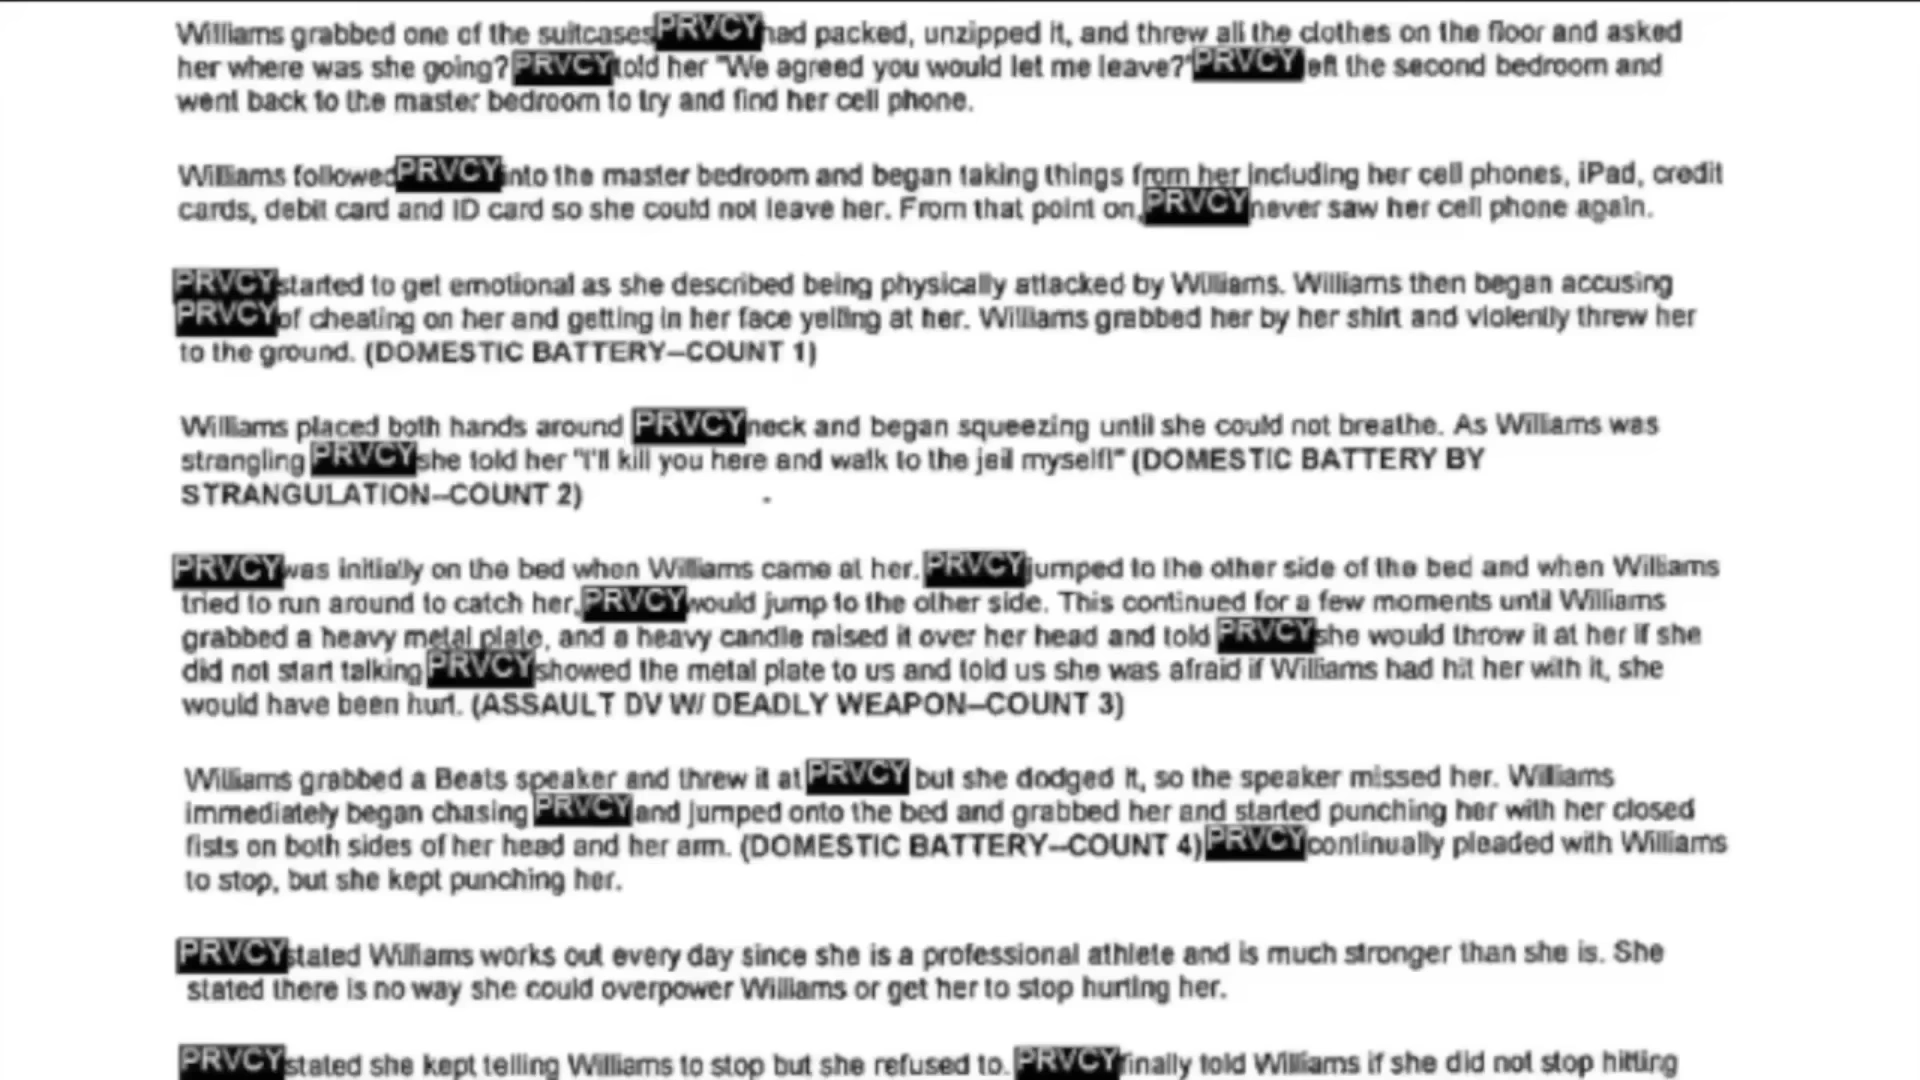 Williams grabbed one of the suitcases PRVCY had packed, unzipped it, and threw all the clothes on the floor and asked
her where was she going? PRVCY told her "We agreed you would let me leave?" PRVCY left the second bedroom and
went back to the master bedroom to try and find her cell phone.
Williams followed PRVCY into the master bedroom and began taking things from her including her cell phones, iPad, credit
cards, debit card and ID card so she could not leave her. From that point on, PRVCY never saw her cell phone again.
PRVCY started to get emotional as she described being physically attacked by Williams. Williams then began accusing
PRVCY of cheating on her and getting in her face yelling at her. Williams grabbed her by her shirt and violently threw her
to the ground. (DOMESTIC BATTERY--COUNT 1)
Williams placed both hands around PRVCY neck and began squeezing until she could not breathe. As Williams was
strangling PRVCY she told her "I'll kill you here and walk to the jail myself!" (DOMESTIC BATTERY BY
STRANGULATION--COUNT 2)
PRVCY was initially on the bed when Williams came at her. PRVCY jumped to the other side of the bed and when Williams
tried to run around to catch her, PRVCY would jump to the other side. This continued for a few moments until Williams
grabbed a heavy metal plate, and a heavy candle raised it over her head and told PRVCY she would throw it at her if she
did not start talking PRVCY showed the metal plate to us and told us she was afraid if Williams had hit her with it, she
would have been hurt. (ASSAULT DV W/ DEADLY WEAPON--COUNT 3)
Williams grabbed a Beats speaker and threw it at PRVCY but she dodged it, so the speaker missed her. Williams
immediately began chasing PRVCY and jumped onto the bed and grabbed her and started punching her with her closed
fists on both sides of her head and her arm. (DOMESTIC BATTERY--COUNT 4) PRVCY continually pleaded with Williams
to stop, but she kept punching her.
PRVCY stated Williams works out every day since she is a professional athlete and is much stronger than she is. She
stated there is no way she could overpower Williams or get her to stop hurting her.
PRVCY stated she kept telling Williams to stop but she refused to. PRVCY finally told Williams if she did not stop hitting